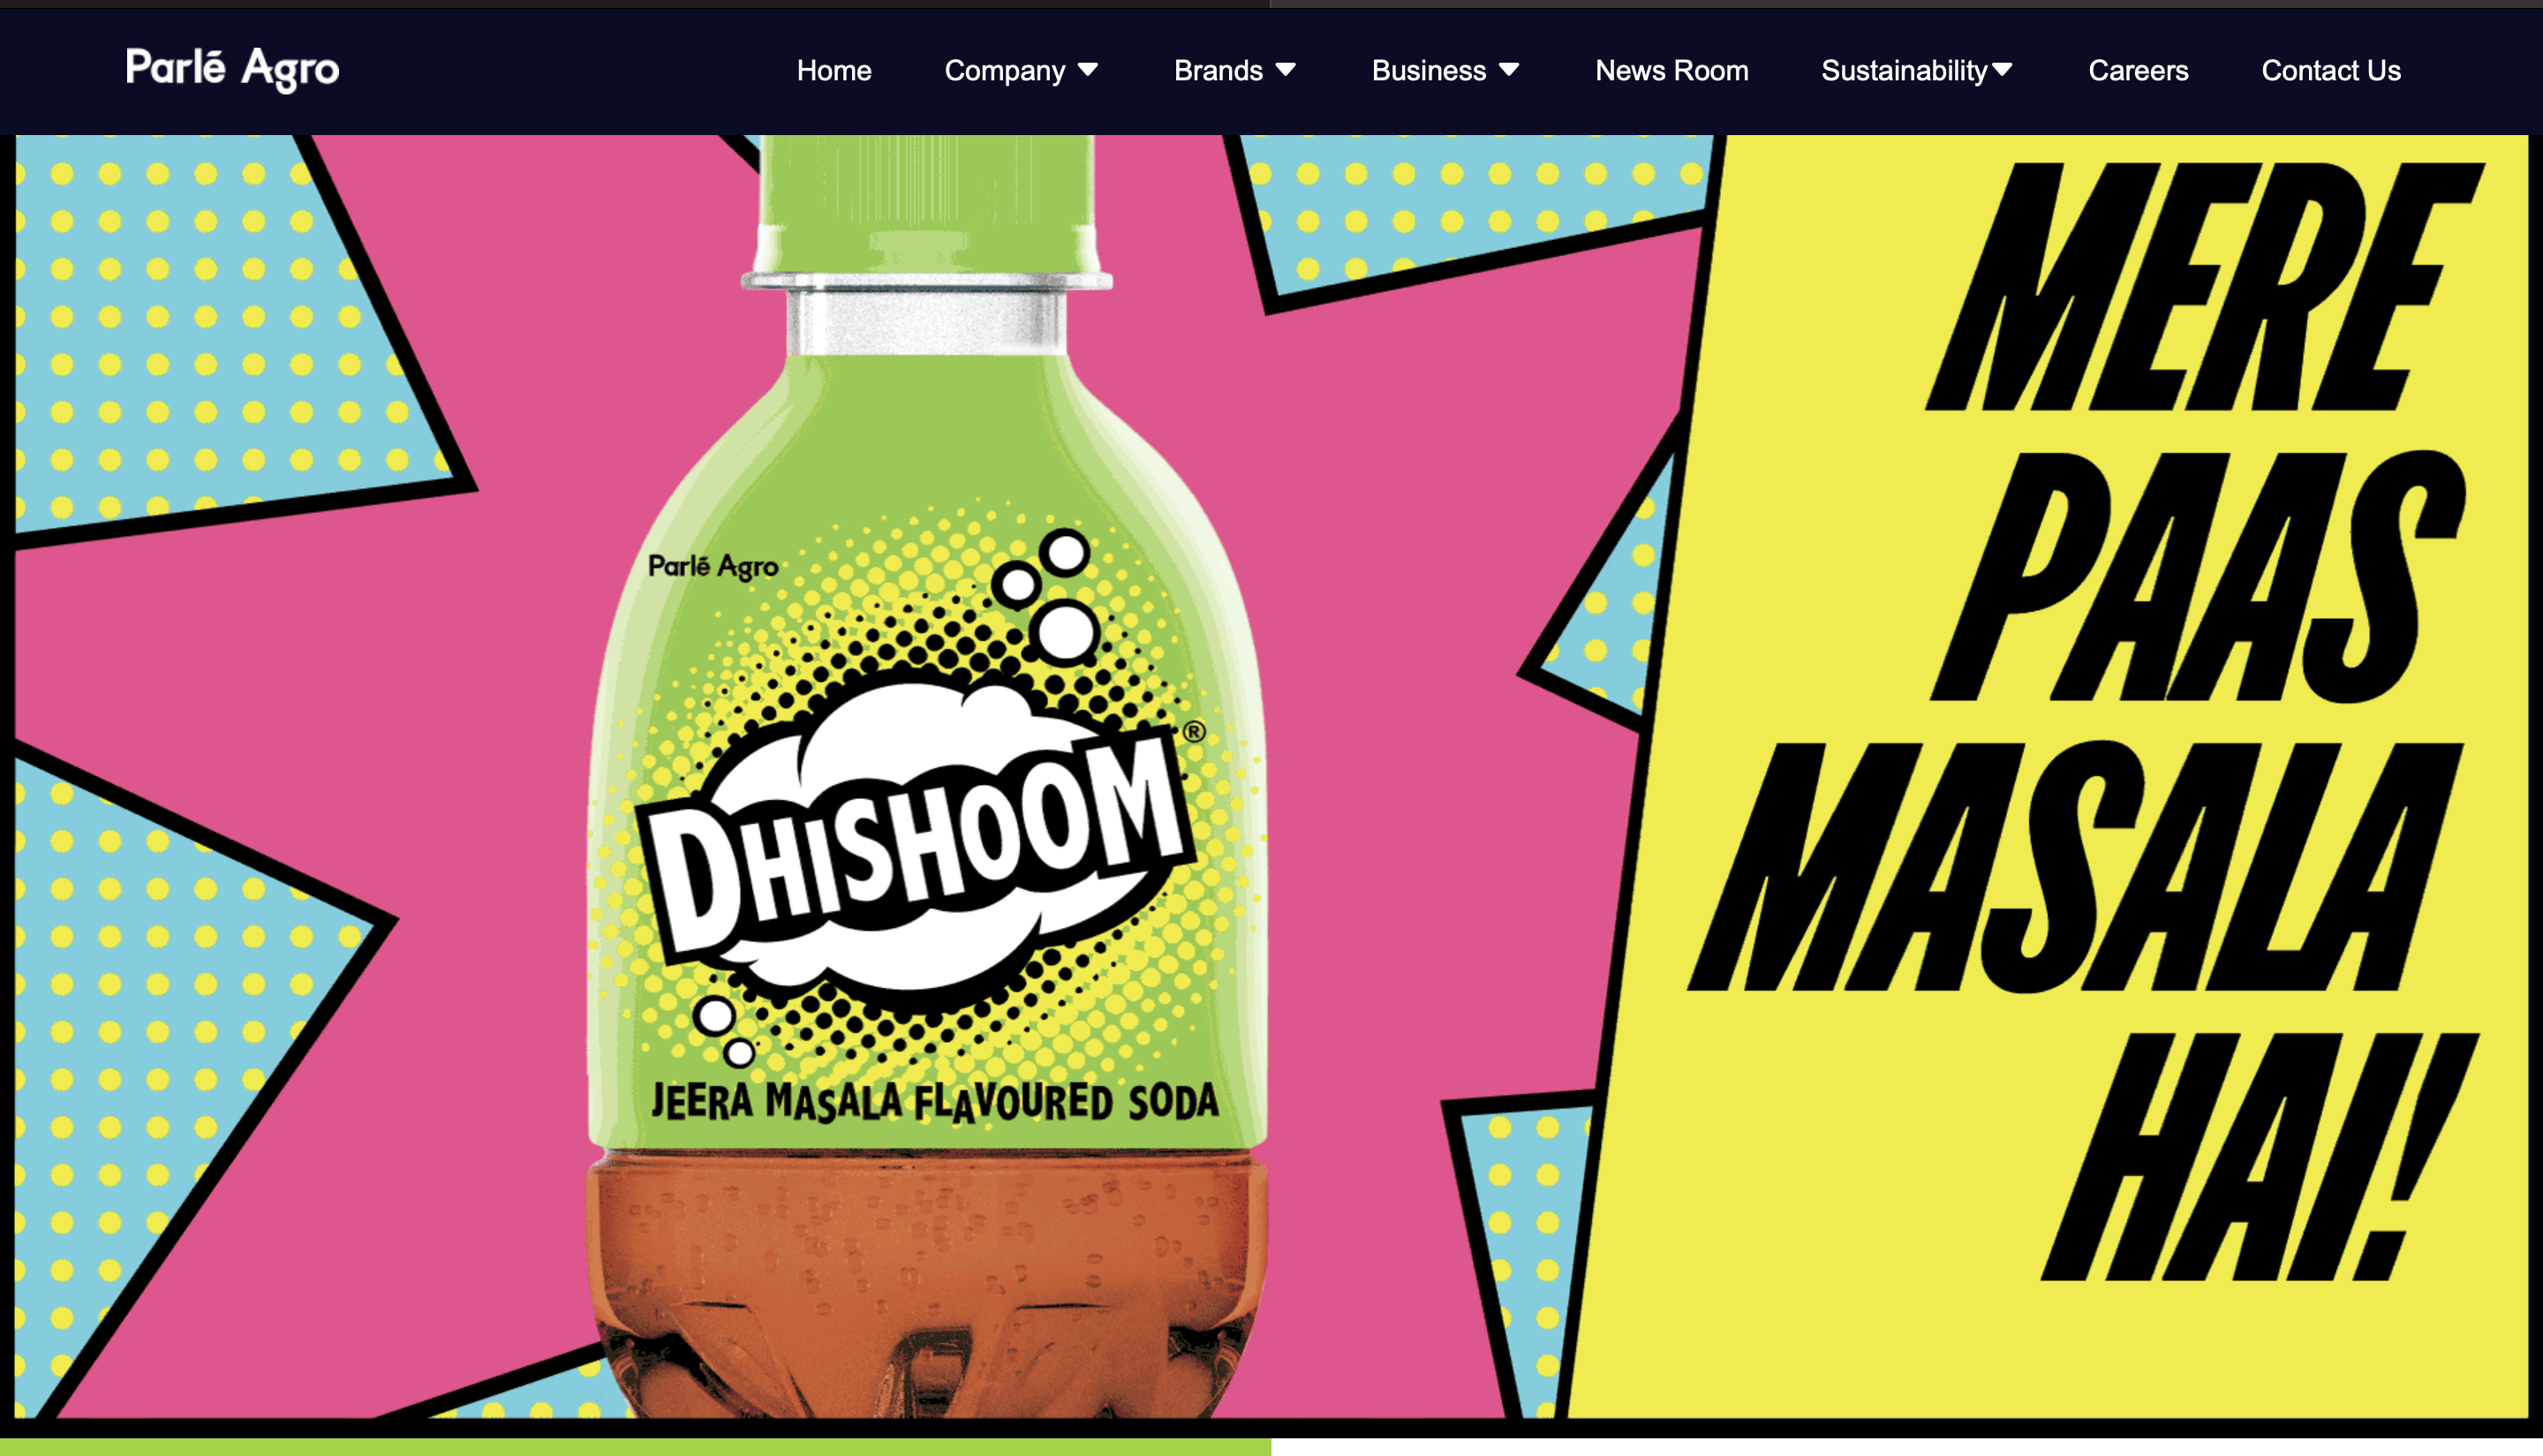 Parlé Agro
Home Company Brands Business News Room Sustainability Careers Contact Us
Parlé Agro
DHISHOOM®
JEERA MASALA FLAVOURED SODA
MERE
PAAS
MASALA
HAI!